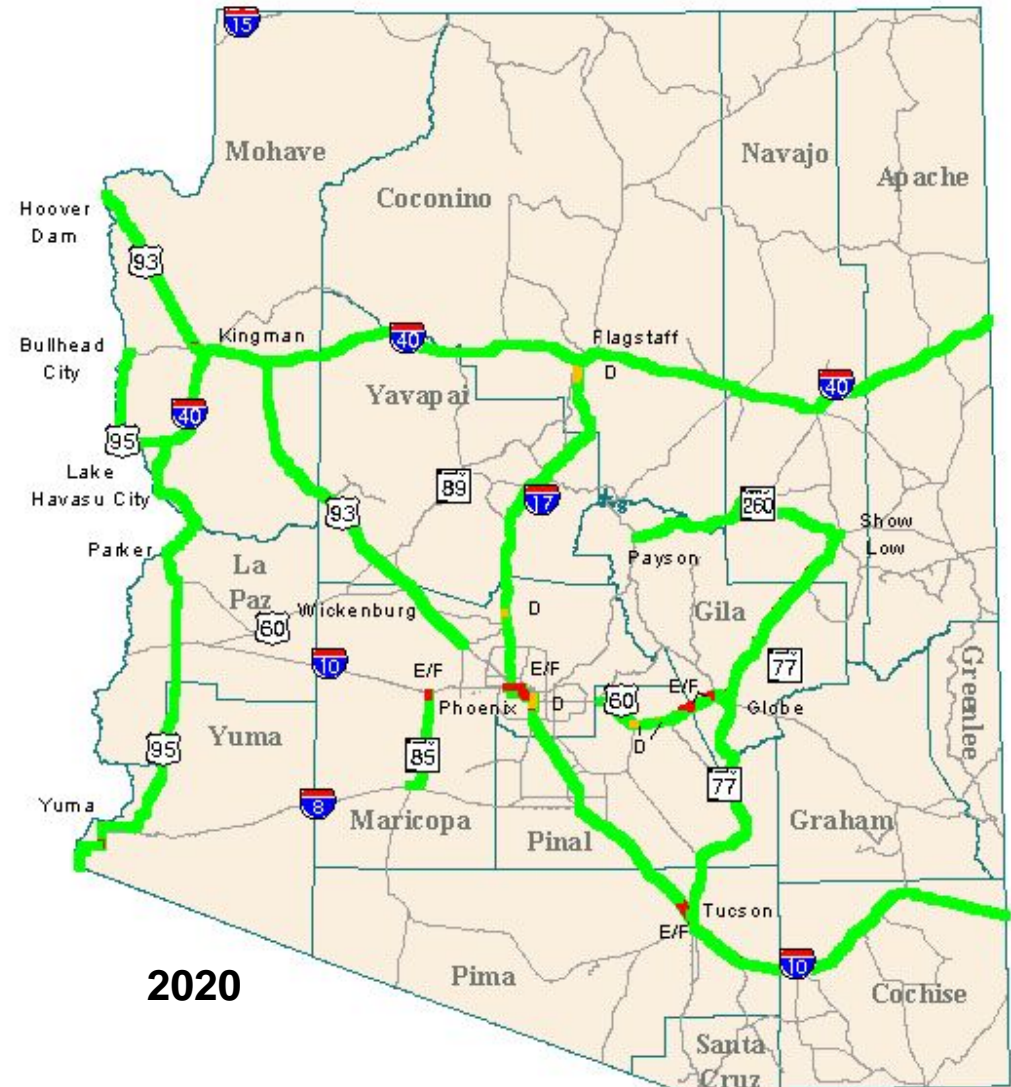 15
Mohave
Navajo
Apache
Coconino
Hoover
Dam
93
Kingman
40
Flagstaff
Bullhead
City
D
40
Yavapai
40
95
Lake
Havasu City
89
17
93
260
Show
Low
Parker
Payson
La
Paz
Gila
Wickenburg
D
60
77
10
Greenlee
E/F
E/F
E/F
60
Phoenix
D
Globe
D
Yuma
95
85
77
Yuma
8
Maricopa
Pinal
Graham
Tucson
E/F
10
2020
Pima
Cochise
Santa
Cruz